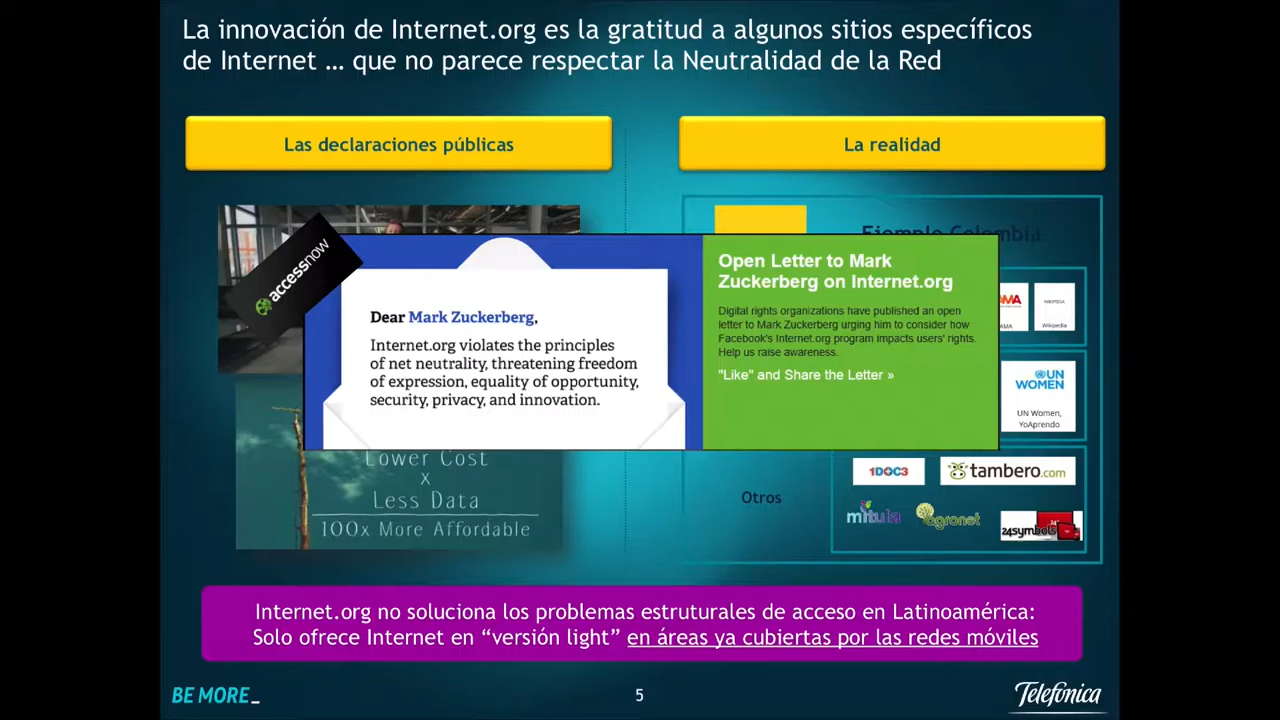 La innovación de Internet.org es la gratitud a algunos sitios específicos
de Internet … que no parece respectar la Neutralidad de la Red
Las declaraciones públicas
La realidad
accessnow
Ejemplo Colombia
Dear Mark Zuckerberg,
Internet.org violates the principles
of net neutrality, threatening freedom
of expression, equality of opportunity,
security, privacy, and innovation.
Open Letter to Mark
Zuckerberg on Internet.org
Digital rights organizations have published an open
letter to Mark Zuckerberg urging him to consider how
Facebook's Internet.org program impacts users' rights.
Help us raise awareness.
"Like" and Share the Letter »
WIKIPEDIA
Wikipedia
UN
WOMEN
UN Women,
YoAprendo
Lower Cost
x
Less Data
100x More Affordable
Otros
1DOC3
tambero.com
mitula
agronet
24symbols
Internet.org no soluciona los problemas estruturales de acceso en Latinoamérica:
Solo ofrece Internet en “versión light” en áreas ya cubiertas por las redes móviles
BE MORE_
5
Telefónica